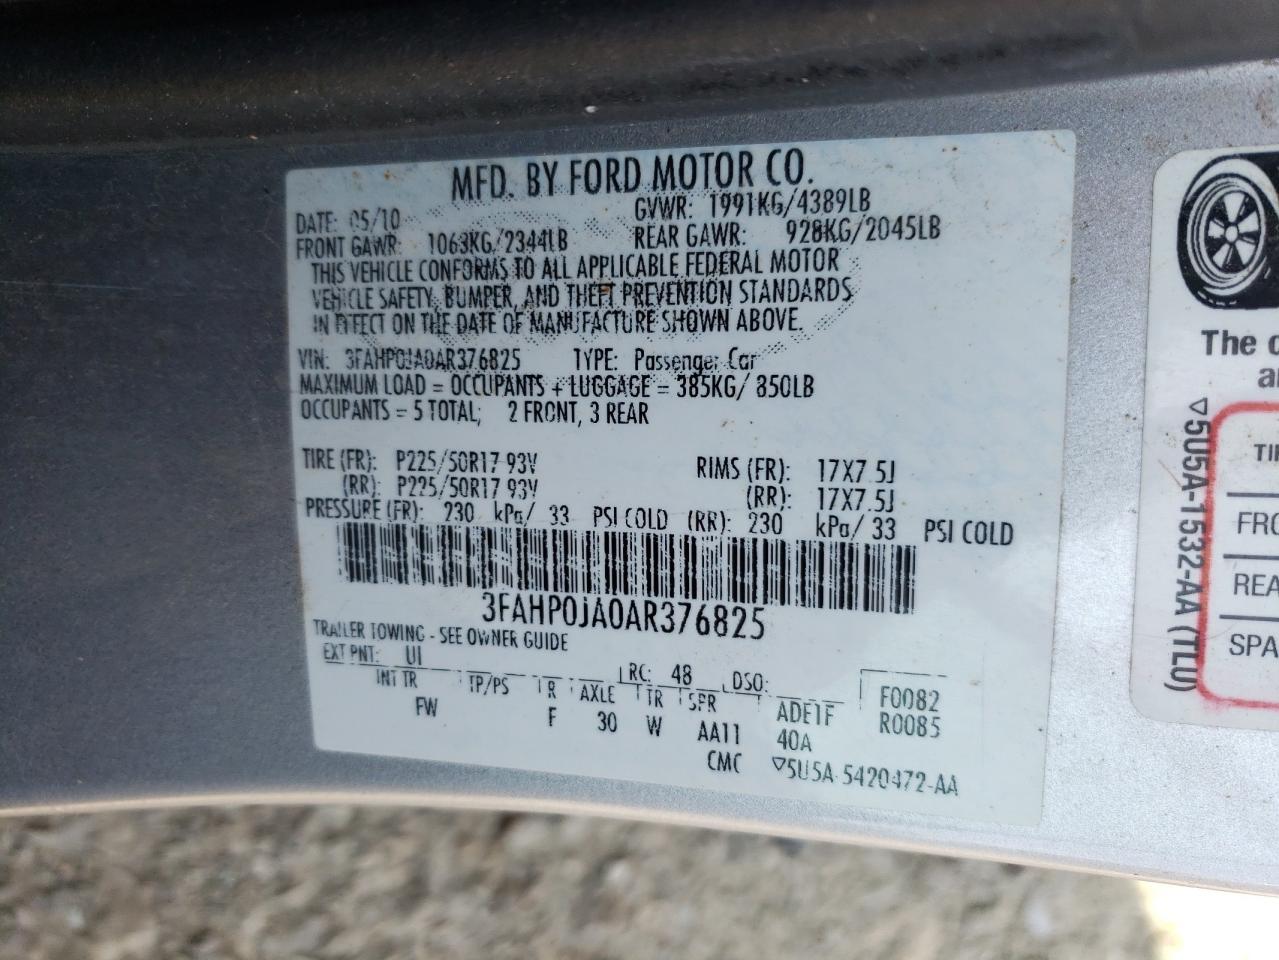 MFD. BY FORD MOTOR CO.
DATE: 05/10 GVWR: 1991KG/4389LB
FRONT GAWR: 1063KG/2344LB REAR GAWR: 928KG/2045LB
THIS VEHICLE CONFORMS TO ALL APPLICABLE FEDERAL MOTOR
VEHICLE SAFETY, BUMPER, AND THEFT PREVENTION STANDARDS
IN EFFECT ON THE DATE OF MANUFACTURE SHOWN ABOVE.
VIN: 3FAHP0JA0AR376825 TYPE: Passenger Car
MAXIMUM LOAD = OCCUPANTS + LUGGAGE = 385KG/ 850LB
OCCUPANTS = 5 TOTAL; 2 FRONT, 3 REAR
TIRE (FR): P225/50R17 93V RIMS (FR): 17X7.5J
(RR): P225/50R17 93V (RR): 17X7.5J
PRESSURE (FR): 230 kPa/ 33 PSI COLD (RR): 230 kPa/ 33 PSI COLD
3FAHP0JA0AR376825
TRAILER TOWING - SEE OWNER GUIDE
EXT PNT: UI RC: 48 DSO:
INT TR TP/PS R AXLE TR SPR F0082
FW F 30 W AA11 ADE1F R0085
40A
CMC ▽5U5A-5420472-AA
The
▽5U5A-1532-AA (TLU)